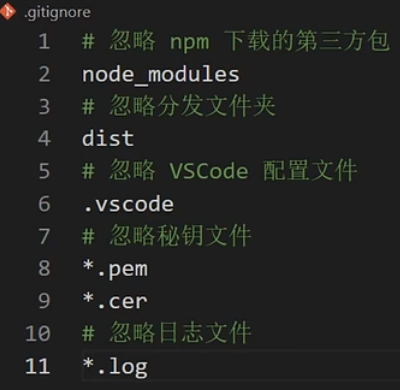 .gitignore
1 # 忽略 npm 下载的第三方包
2 node_modules
3 # 忽略分发文件夹
4 dist
5 # 忽略 VSCode 配置文件
6 .vscode
7 # 忽略秘钥文件
8 *.pem
9 *.cer
10 # 忽略日志文件
11 *.log